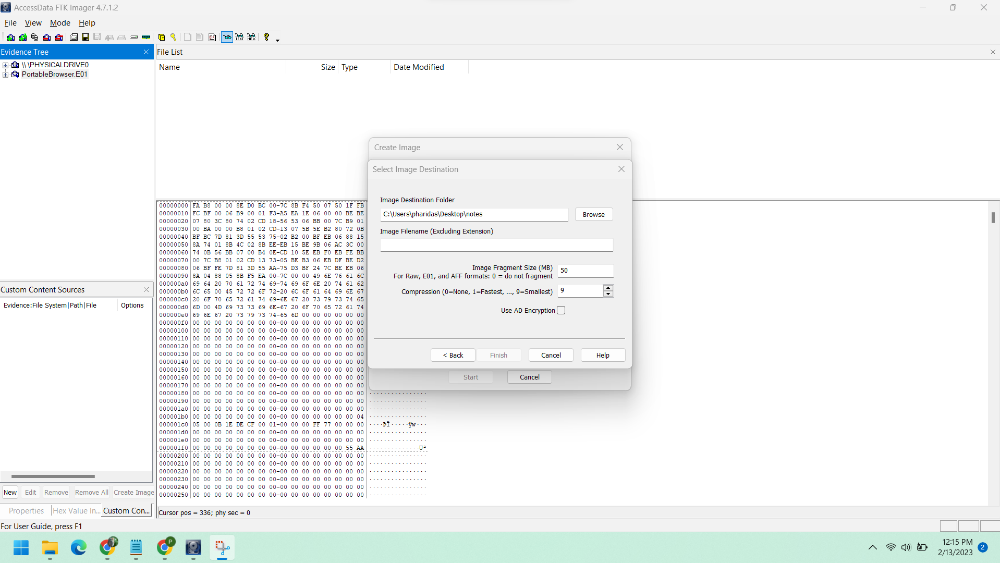 AccessData FTK Imager 4.7.1.2
File View Mode Help
Evidence Tree
\\.\PHYSICALDRIVE0
PortableBrowser.E01
File List
Name Size Type Date Modified
Create Image
Select Image Destination
Image Destination Folder
C:\Users\pharidas\Desktop\notes Browse
Image Filename (Excluding Extension)
Image Fragment Size (MB)
For Raw, E01, and AFF formats: 0 = do not fragment
50
Compression (0=None, 1=Fastest, ..., 9=Smallest) 9
Use AD Encryption
< Back Finish Cancel Help
Start Cancel
00000000 FA B8 00 00 8E D0 BC 00-7C 8B F4 50 07 50 1F FB
00000010 FC BF 00 06 B9 00 01 F3-A5 EA 1E 06 00 00 BE BE
00000020 07 80 3C 80 74 02 CD 18-56 53 06 BB 00 7C B9 01
00000030 00 BA 00 00 B8 01 02 CD-13 07 5B 5E B2 80 72 0B
00000040 BF BC 7D 81 3D 55 53 75-02 B2 00 BF EB 06 88 15
00000050 8A 74 01 8B 4C 02 8B EE-EB 15 BE 9B 06 AC 3C 00
00000060 74 0B 56 BB 07 00 B4 0E-CD 10 5E EB F0 EB FE BB
00000070 00 7C B8 01 02 CD 13 73-05 BE B3 06 EB DF BE D2
00000080 06 BF FE 7D 81 3D 55 AA-75 D3 BF 24 7C BE EB 06
00000090 8A 04 88 05 8B F5 EA 00-7C 00 00 49 6E 76 61 6C
000000a0 69 64 20 70 61 72 74 69-74 69 6F 6E 20 74 61 62
000000b0 6C 65 00 45 72 72 6F 72-20 6C 6F 61 64 69 6E 67
000000c0 20 6F 70 65 72 61 74 69-6E 67 20 73 79 73 74 65
000000d0 6D 00 4D 69 73 73 69 6E-67 20 6F 70 65 72 61 74
000000e0 69 6E 67 20 73 79 73 74-65 6D 00 00 00 00 00 00
000000f0 00 00 00 00 00 00 00 00-00 00 00 00 00 00 00 00
00000100 00 00 00 00 00 00 00 00-00 00 00 00 00 00 00 00
00000110 00 00 00 00 00 00 00 00-00 00 00 00 00 00 00 00
00000120 00 00 00 00 00 00 00 00-00 00 00 00 00 00 00 00
00000130 00 00 00 00 00 00 00 00-00 00 00 00 00 00 00 00
00000140 00 00 00 00 00 00 00 00-00 00 00 00 00 00 00 00
00000150 00 00 00 00 00 00 00 00-00 00 00 00 00 00 00 00
00000160 00 00 00 00 00 00 00 00-00 00 00 00 00 00 00 00
00000170 00 00 00 00 00 00 00 00-00 00 00 00 00 00 00 00
00000180 00 00 00 00 00 00 00 00-00 00 00 00 00 00 00 00 ················
00000190 00 00 00 00 00 00 00 00-00 00 00 00 00 00 00 00 ················
000001a0 00 00 00 00 00 00 00 00-00 00 00 00 00 00 00 00 ················
000001b0 00 00 00 00 00 00 00 00-00 00 00 00 00 00 00 04 ················
000001c0 05 00 0B 1E DE CF 00 01-00 00 00 FF 77 00 00 00 ····ÞÏ·····ÿw···
000001d0 00 00 00 00 00 00 00 00-00 00 00 00 00 00 00 00 ················
000001e0 00 00 00 00 00 00 00 00-00 00 00 00 00 00 00 00 ················
000001f0 00 00 00 00 00 00 00 00-00 00 00 00 00 00 55 AA ··············Uª
00000200 00 00 00 00 00 00 00 00-00 00 00 00 00 00 00 00 ················
00000210 00 00 00 00 00 00 00 00-00 00 00 00 00 00 00 00 ················
00000220 00 00 00 00 00 00 00 00-00 00 00 00 00 00 00 00 ················
00000230 00 00 00 00 00 00 00 00-00 00 00 00 00 00 00 00 ················
00000240 00 00 00 00 00 00 00 00-00 00 00 00 00 00 00 00 ················
00000250 00 00 00 00 00 00 00 00-00 00 00 00 00 00 00 00 ················
Cursor pos = 336; phy sec = 0
Custom Content Sources
Evidence:File System|Path|File Options
New Edit Remove Remove All Create Image
Properties Hex Value In... Custom Con...
For User Guide, press F1
12:15 PM
2/13/2023
2